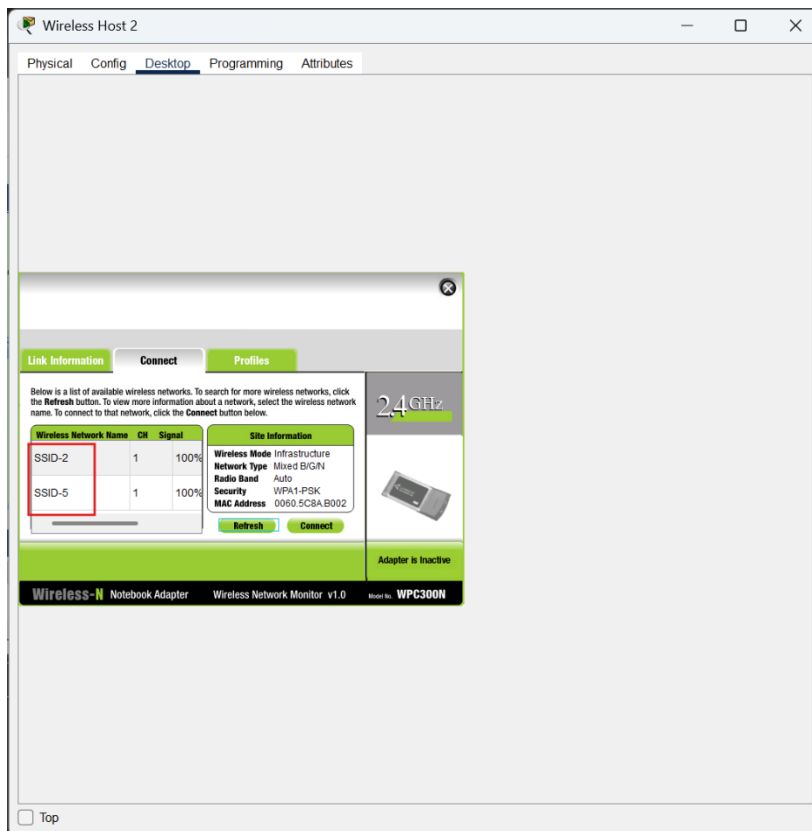 Wireless Host 2
Physical Config Desktop Programming Attributes
Link Information Connect Profiles
Below is a list of available wireless networks. To search for more wireless networks, click
the Refresh button. To view more information about a network, select the wireless network
name. To connect to that network, click the Connect button below.
2.4GHz
Wireless Network Name CH Signal
SSID-2 1 100%
SSID-5 1 100%
Site Information
Wireless Mode Infrastructure
Network Type Mixed B/G/N
Radio Band Auto
Security WPA1-PSK
MAC Address 0060.5C8A.B002
Refresh Connect
Adapter is Inactive
Wireless-N Notebook Adapter Wireless Network Monitor v1.0 Model No. WPC300N
Top